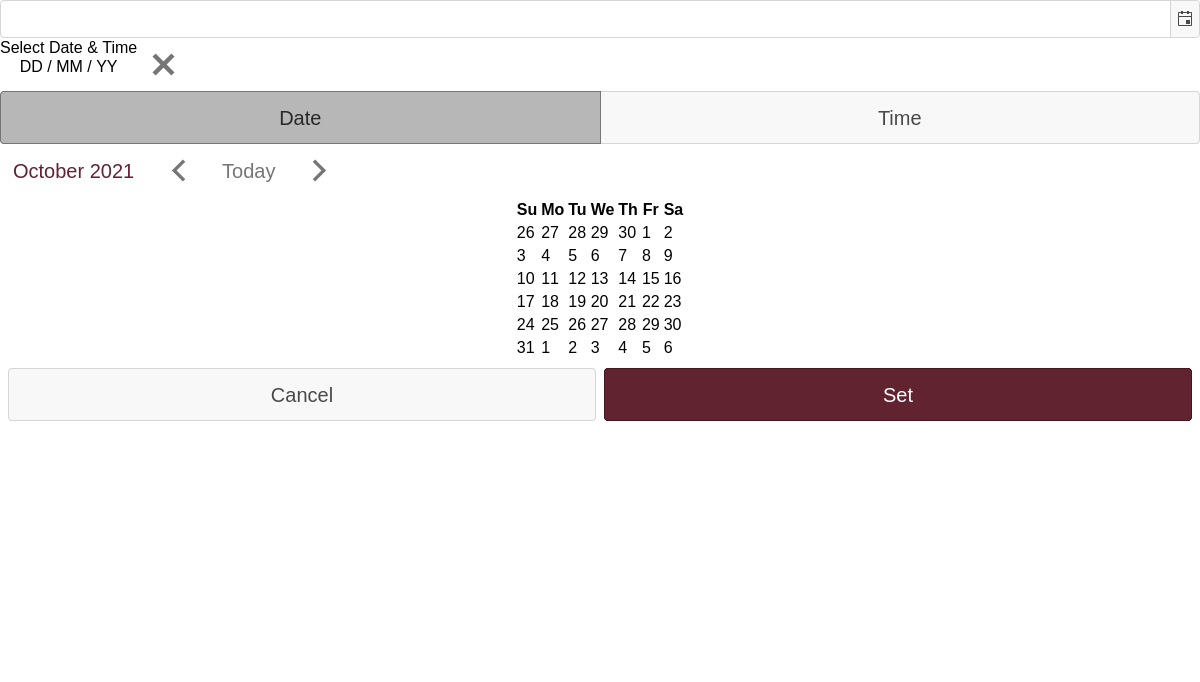 Select Date & Time
DD / MM / YY
Date Time
October 2021 Today
Su Mo Tu We Th Fr Sa
26 27 28 29 30 1 2
3 4 5 6 7 8 9
10 11 12 13 14 15 16
17 18 19 20 21 22 23
24 25 26 27 28 29 30
31 1 2 3 4 5 6
Cancel Set